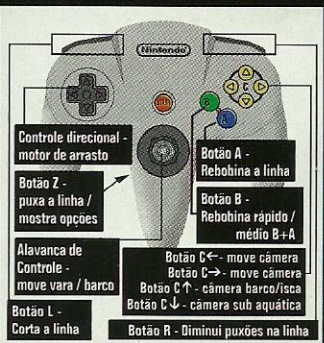 Nintendo
C
B
A
Controle direcional -
motor de arrasto
Botão Z -
puxa a linha /
mostra opções
Alavanca de
Controle -
move vara / barco
Botão L -
Corta a linha
Botão A -
Rebobina a linha
Botão B -
Rebobina rápido /
médio B+A
Botão C← - move câmera
Botão C→ - move câmera
Botão C↑ - câmera barco/isca
Botão C↓ - câmera sub aquática
Botão R - Diminui puxões na linha